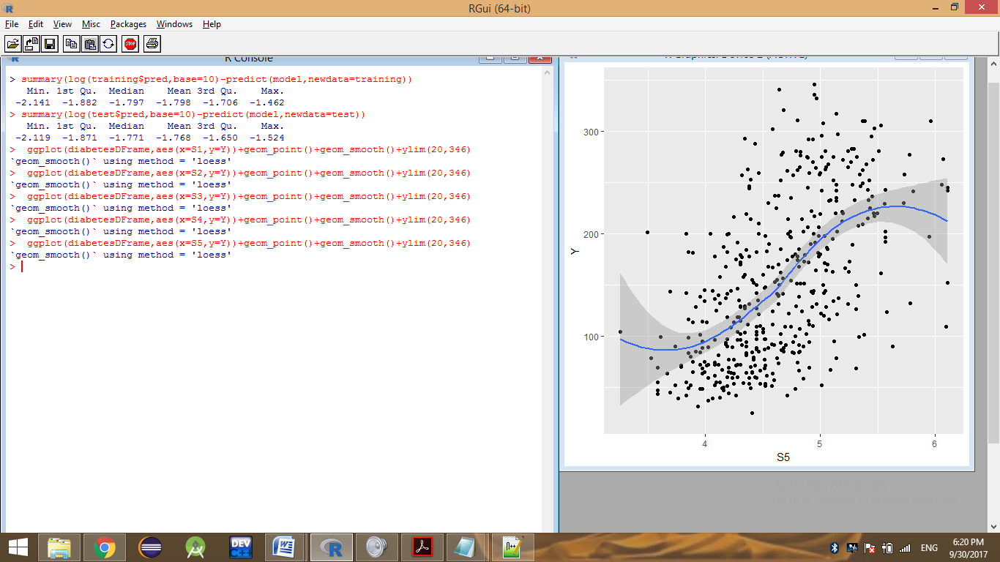 RGui (64-bit)
File Edit View Misc Packages Windows Help
STOP
R Console
> summary(log(training$pred,base=10)-predict(model,newdata=training))
Min. 1st Qu. Median Mean 3rd Qu. Max.
-2.141 -1.882 -1.797 -1.798 -1.706 -1.462
> summary(log(test$pred,base=10)-predict(model,newdata=test))
Min. 1st Qu. Median Mean 3rd Qu. Max.
-2.119 -1.871 -1.771 -1.768 -1.650 -1.524
> ggplot(diabetesDFrame,aes(x=S1,y=Y))+geom_point()+geom_smooth()+ylim(20,346)
`geom_smooth()` using method = 'loess'
> ggplot(diabetesDFrame,aes(x=S2,y=Y))+geom_point()+geom_smooth()+ylim(20,346)
`geom_smooth()` using method = 'loess'
> ggplot(diabetesDFrame,aes(x=S3,y=Y))+geom_point()+geom_smooth()+ylim(20,346)
`geom_smooth()` using method = 'loess'
> ggplot(diabetesDFrame,aes(x=S4,y=Y))+geom_point()+geom_smooth()+ylim(20,346)
`geom_smooth()` using method = 'loess'
> ggplot(diabetesDFrame,aes(x=S5,y=Y))+geom_point()+geom_smooth()+ylim(20,346)
`geom_smooth()` using method = 'loess'
>
300
200
100
Y
4 5 6
S5
DEV C++
ENG
6:20 PM
9/30/2017